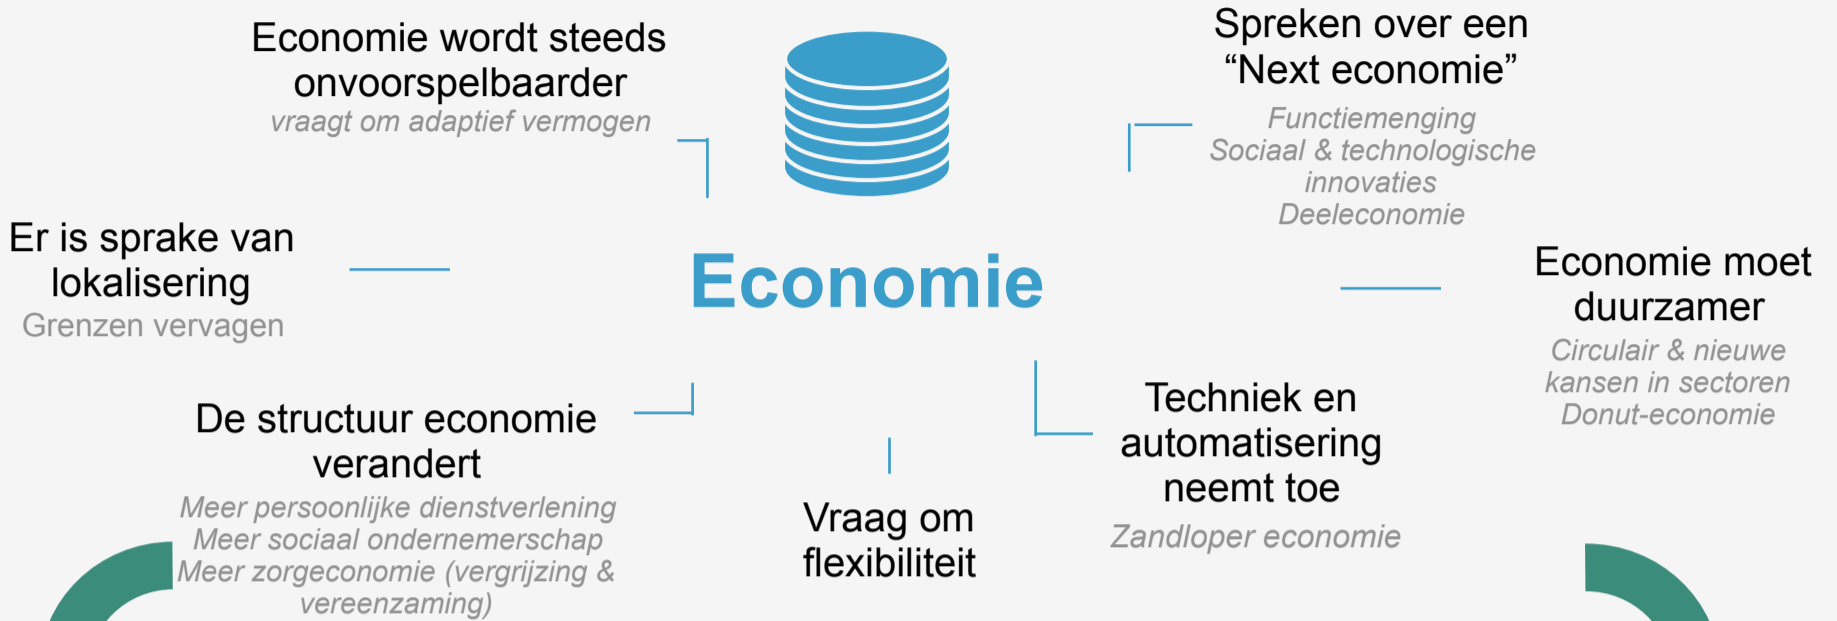 Economie wordt steeds
onvoorspelbaarder
vraagt om adaptief vermogen
Spreken over een
“Next economie”
Functiemenging
Sociaal & technologische
innovaties
Deeleconomie
Er is sprake van
lokalisering
Grenzen vervagen
Economie
Economie moet
duurzamer
Circulair & nieuwe
kansen in sectoren
Donut-economie
De structuur economie
verandert
Meer persoonlijke dienstverlening
Meer sociaal ondernemerschap
Meer zorgeconomie (vergrijzing &
vereenzaming)
Vraag om
flexibiliteit
Techniek en
automatisering
neemt toe
Zandloper economie